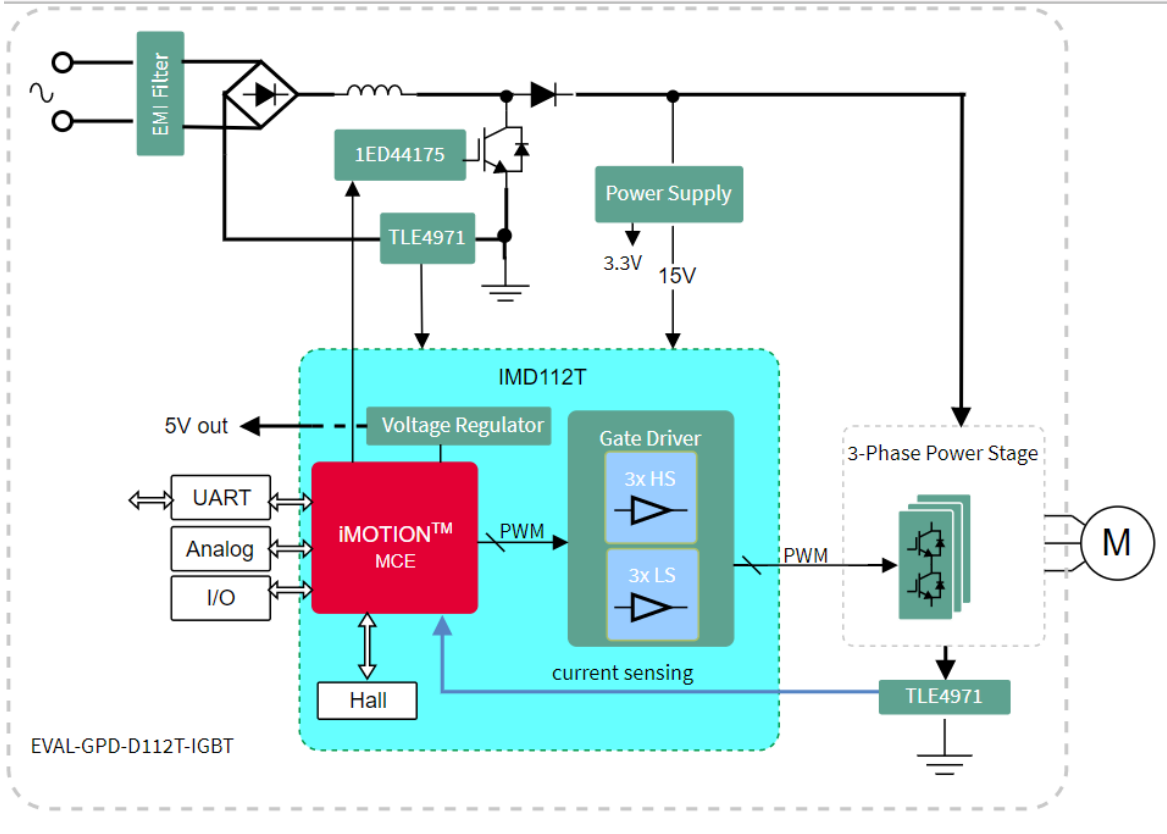 EMI Filter
1ED44175
TLE4971
Power Supply
3.3V
15V
IMD112T
5V out
Voltage Regulator
Gate Driver
3x HS
3x LS
UART
Analog
I/O
iMOTION™
MCE
PWM
PWM
3-Phase Power Stage
M
Hall
current sensing
TLE4971
EVAL-GPD-D112T-IGBT